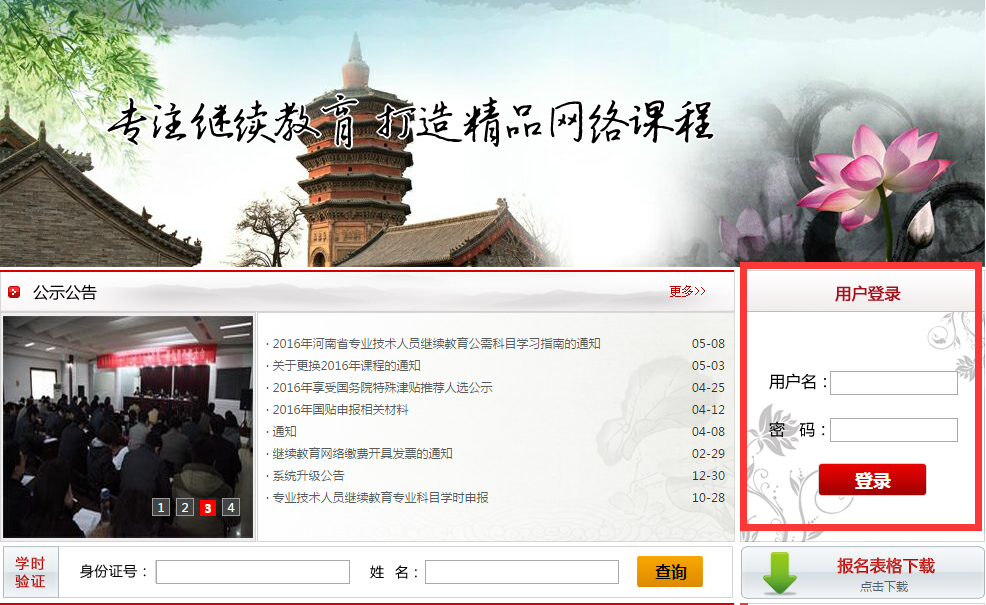 专注继续教育 打造精品网络课程
公示公告
更多>>
1 2 3 4
· 2016年河南省专业技术人员继续教育公需科目学习指南的通知 05-08
· 关于更换2016年课程的通知 05-03
· 2016年享受国务院特殊津贴推荐人选公示 04-25
· 2016年国贴申报相关材料 04-12
· 通知 04-08
· 继续教育网络缴费开具发票的通知 02-29
· 系统升级公告 12-30
· 专业技术人员继续教育专业科目学时申报 10-28
用户登录
用户名：
密 码：
登录
学时
验证
身份证号： 姓 名： 查询
报名表格下载
点击下载